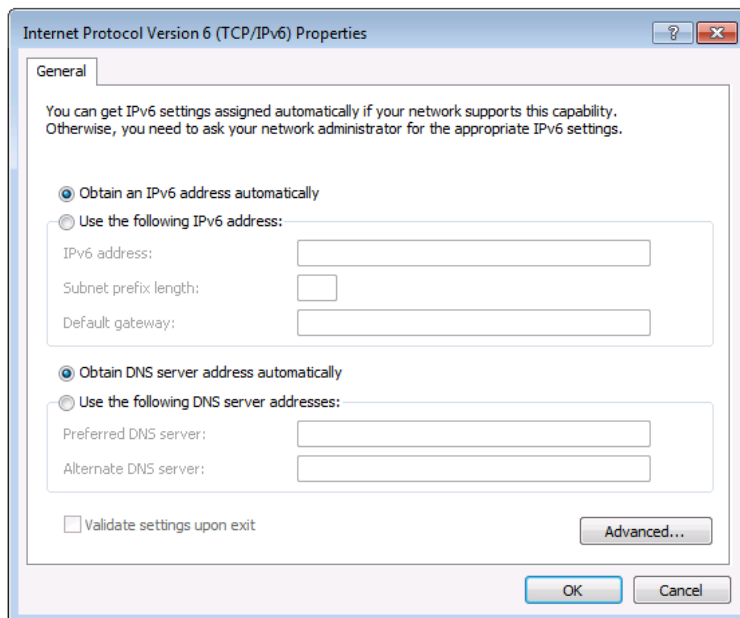 Internet Protocol Version 6 (TCP/IPv6) Properties
?
General
You can get IPv6 settings assigned automatically if your network supports this capability.
Otherwise, you need to ask your network administrator for the appropriate IPv6 settings.
Obtain an IPv6 address automatically
Use the following IPv6 address:
IPv6 address:
Subnet prefix length:
Default gateway:
Obtain DNS server address automatically
Use the following DNS server addresses:
Preferred DNS server:
Alternate DNS server:
Validate settings upon exit
Advanced...
OK Cancel